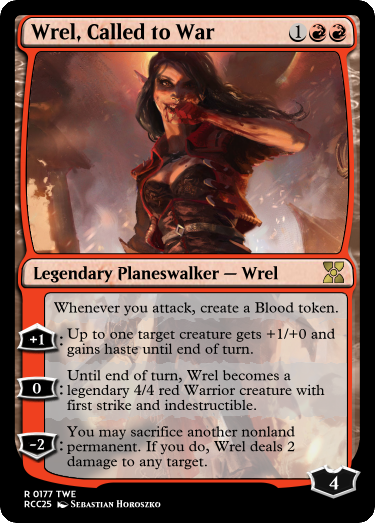 Wrel, Called to War 1
Legendary Planeswalker — Wrel
Whenever you attack, create a Blood token.
+1: Up to one target creature gets +1/+0 and
gains haste until end of turn.
Until end of turn, Wrel becomes a
0: legendary 4/4 red Warrior creature with
first strike and indestructible.
You may sacrifice another nonland
-2: permanent. If you do, Wrel deals 2
damage to any target.
4
R 0177 TWE
RCC25 Sebastian Horoszko